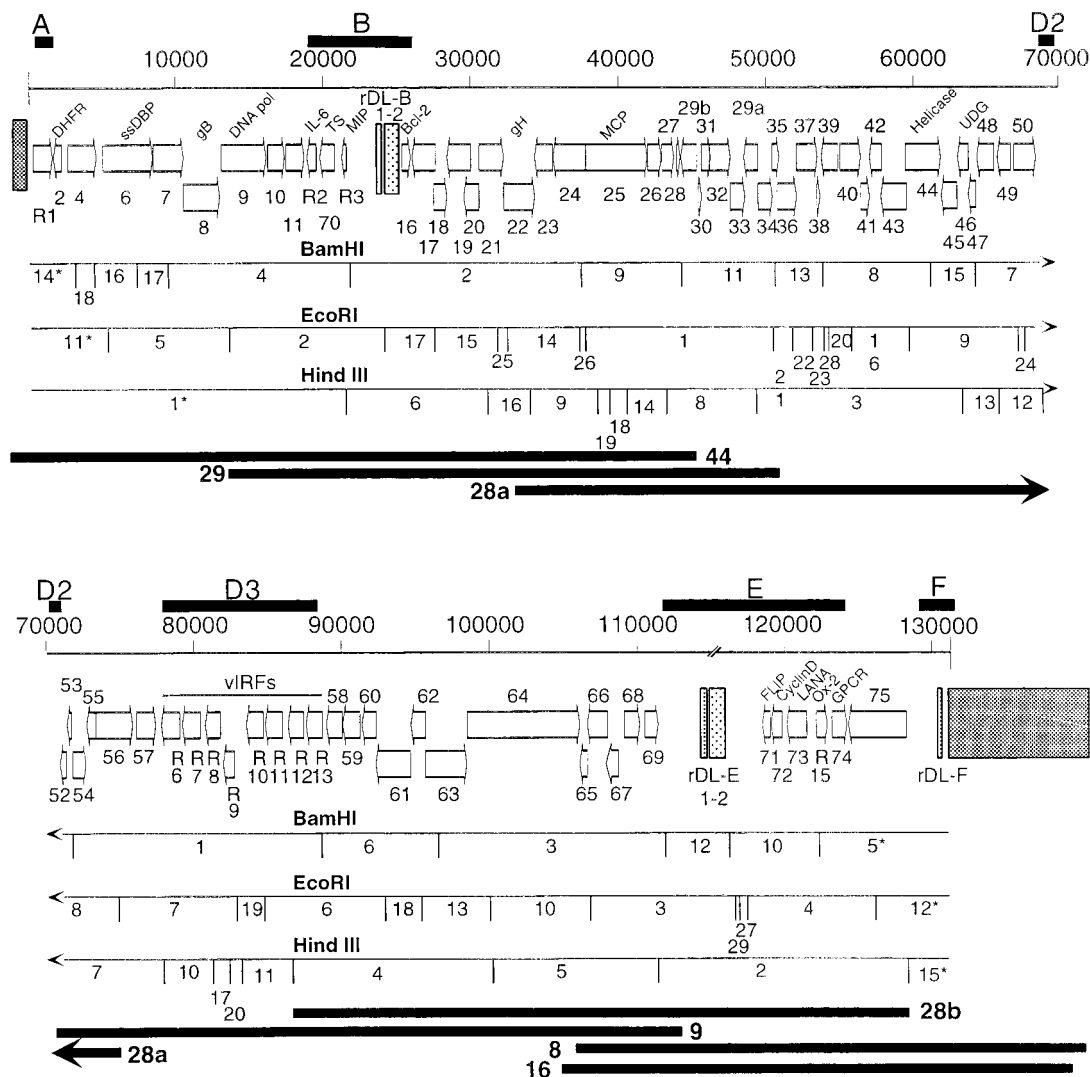 A
B
D2
10000 20000 30000 40000 50000 60000 70000
DHFR ssDBP gB DNA pol IL-6 TS MIP rDL-B 1-2 Bcl-2 gH MCP 27 29b 31 29a 35 37 39 42 Helicase UDG 48 50
R1 2 4 6 7 8 9 10 11 R2 70 R3 16 17 18 19 20 21 22 23 24 25 26 28 30 32 33 34 36 38 40 41 43 44 45 46 47 49
BamHI
14* 18 16 17 4 2 9 11 13 8 15 7
EcoRI
11* 5 2 17 15 25 14 26 1 2 22 23 28 20 1 6 9 24
Hind III
1* 6 16 9 19 18 14 8 1 3 13 12
44
29
28a
D2
D3
E
F
70000 80000 90000 100000 110000 120000 130000
53 55 vIRFs 58 60 62 64 66 68 FLIP CyclinD LANA Ox-2 GPCR 75
52 54 56 57 R 6 R 7 R 8 R 9 R 10 R 11 R 12 R 13 59 61 63 65 67 69 rDL-E 1-2 71 72 73 R 15 74 rDL-F
BamHI
1 6 3 12 10 5*
EcoRI
8 7 19 6 18 13 10 3 29 27 4 12*
Hind III
7 10 17 20 11 4 5 2 15*
28b
9
28a
8
16